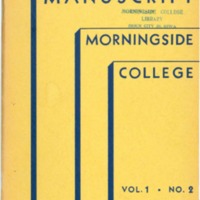 MANUSCRIPT
MORNINGSIDE COLLEGE
LIBRARY
MORNINGSIDE
COLLEGE
VOL. 1 • NO. 2